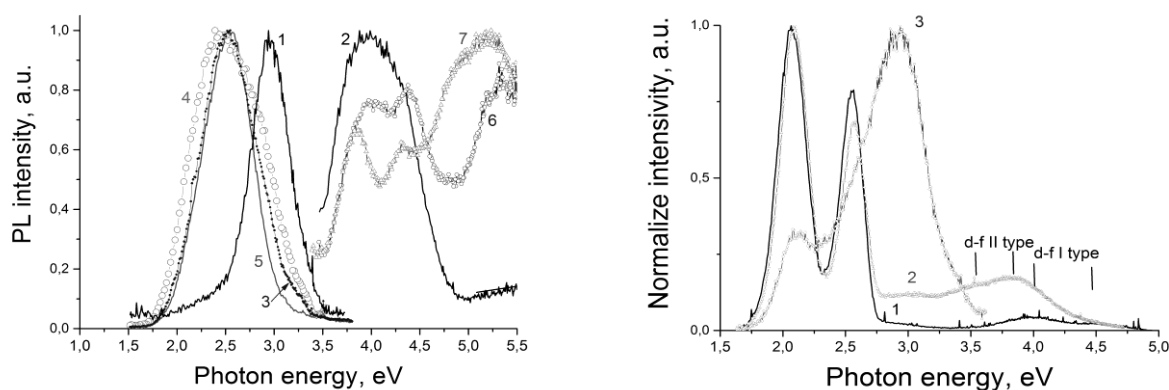 PL intensity, a.u.
1,0
0,8
0,6
0,4
0,2
0,0
1,5 2,0 2,5 3,0 3,5 4,0 4,5 5,0 5,5
Photon energy, eV
4
1
2
7
6
5
3
Normalize intensivity, a.u.
1,0
0,5
0,0
1,5 2,0 2,5 3,0 3,5 4,0 4,5 5,0
Photon energy, eV
3
d-f II type
d-f I type
2
1